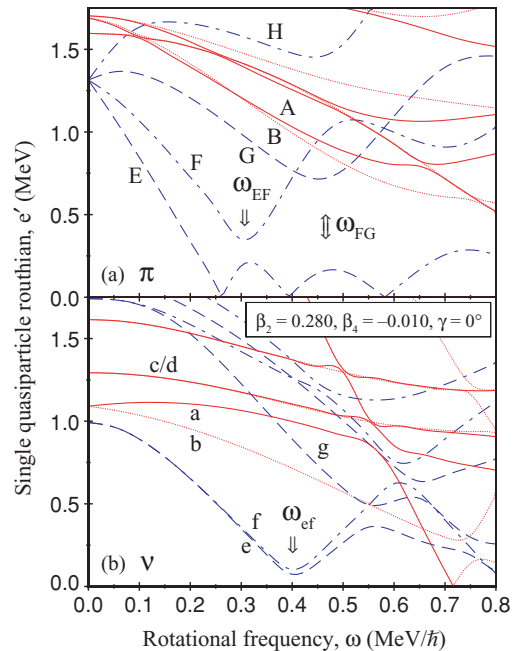 Single quasiparticle routhian, e′ (MeV)
1.5
1.0
0.5
0.0
H
A
B
G
F
E
ω_EF
⇓
⇕ ω_FG
(a) π
β₂ = 0.280, β₄ = −0.010, γ = 0°
1.5
1.0
0.5
0.0
c/d
a
b
g
f
e
ω_ef
⇓
(b) ν
0.0 0.1 0.2 0.3 0.4 0.5 0.6 0.7 0.8
Rotational frequency, ω (MeV/ħ)